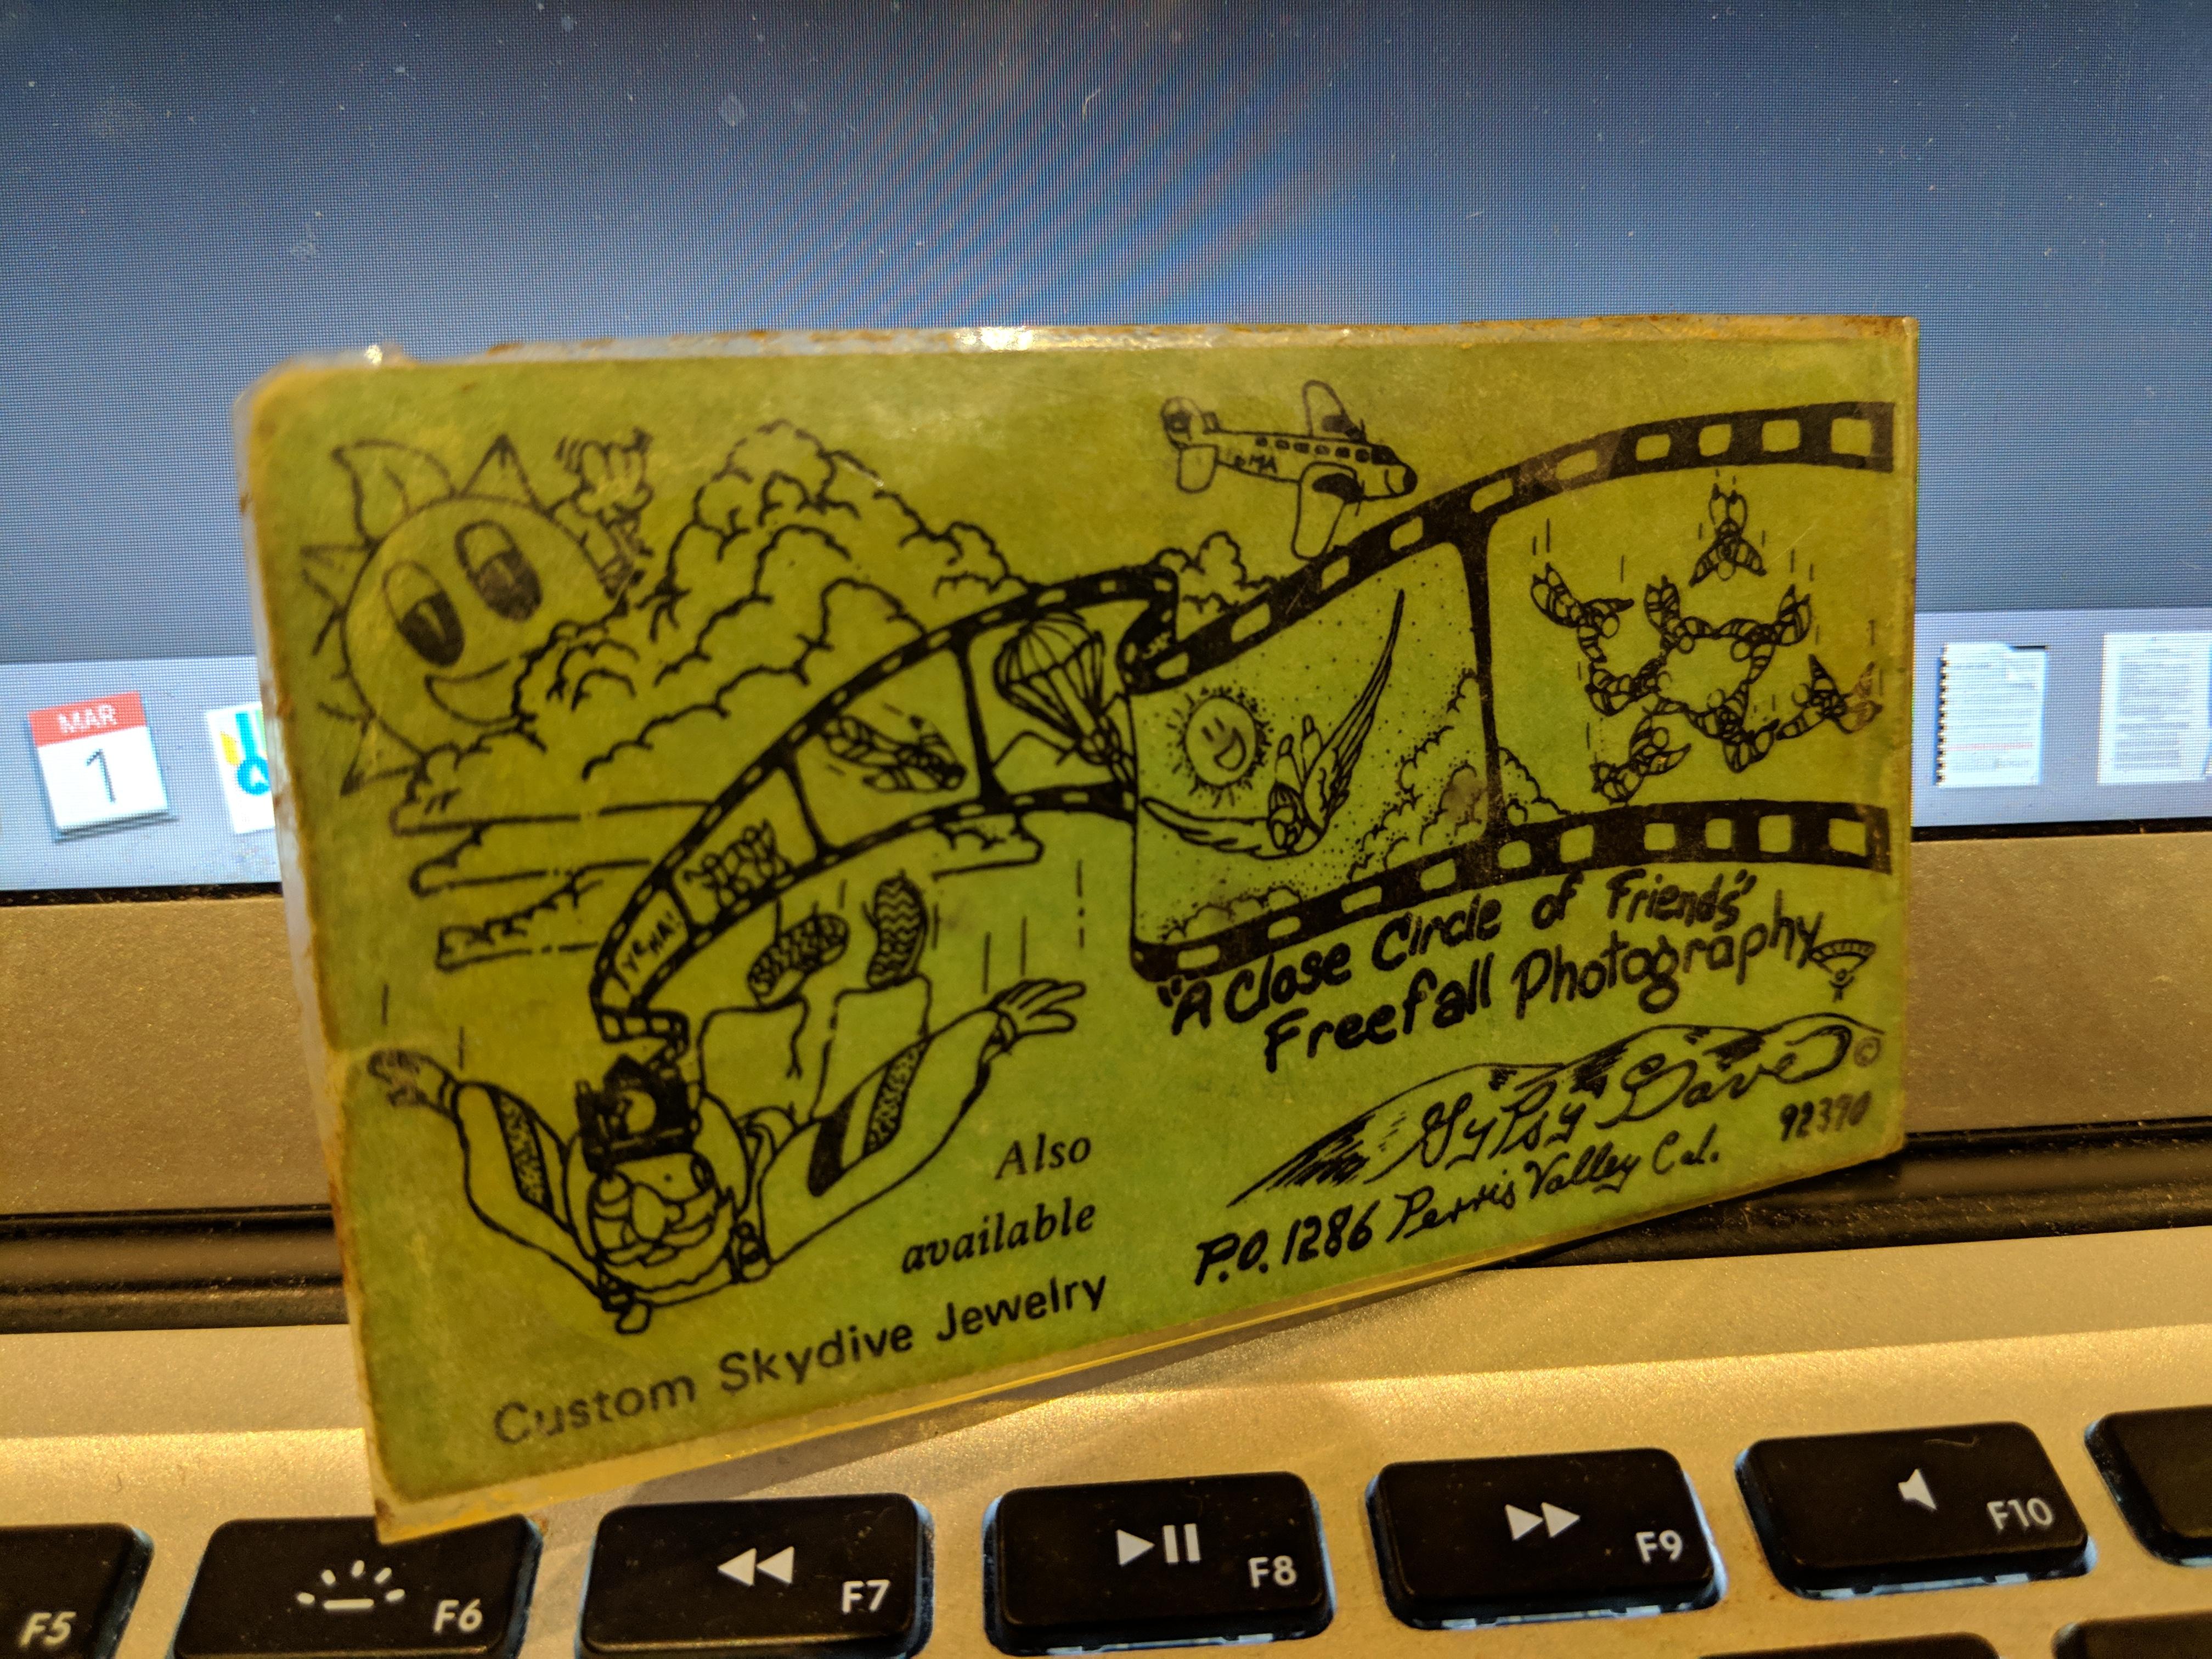 MAR
1
YEHA!
"A Close Circle of Friends"
Freefall Photography
Gypsy Dave ©
P.O. 1286 Perris Valley Cal. 92370
Also
available
Custom Skydive Jewelry
F5
F6
F7
F8
F9
F10